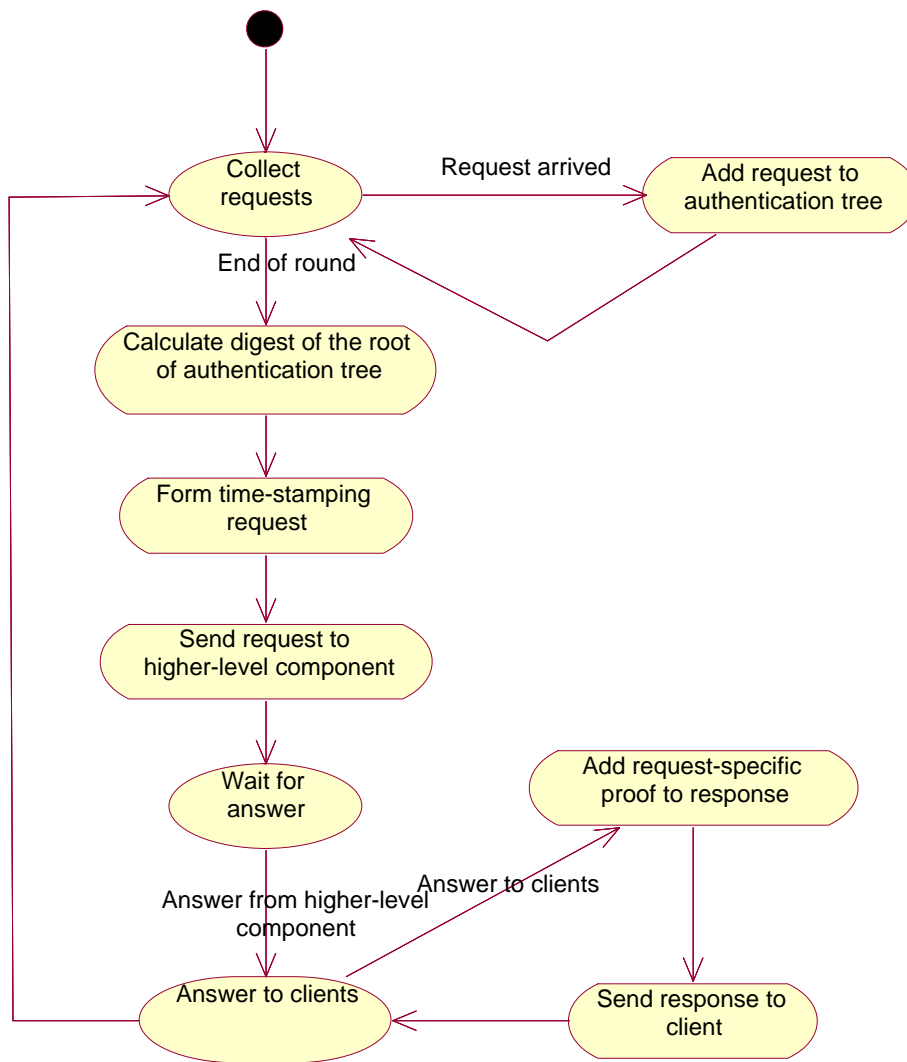 Collect
requests
Request arrived
Add request to
authentication tree
End of round
Calculate digest of the root
of authentication tree
Form time-stamping
request
Send request to
higher-level component
Wait for
answer
Add request-specific
proof to response
Answer to clients
Answer from higher-level
component
Answer to clients
Send response to
client